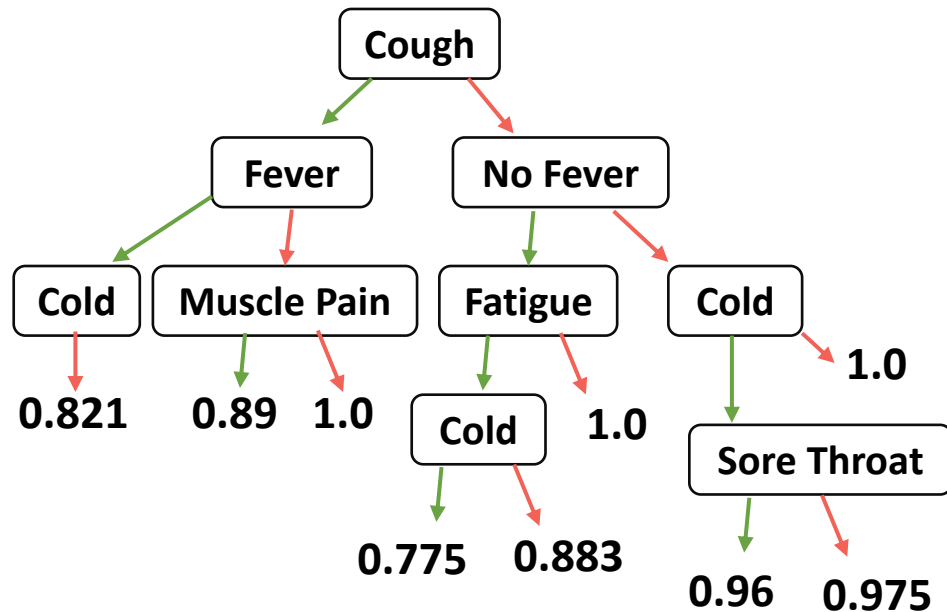 Cough
Fever
No Fever
Cold
Muscle Pain
Fatigue
Cold
0.821
0.89
1.0
1.0
1.0
Cold
Sore Throat
0.775
0.883
0.96
0.975